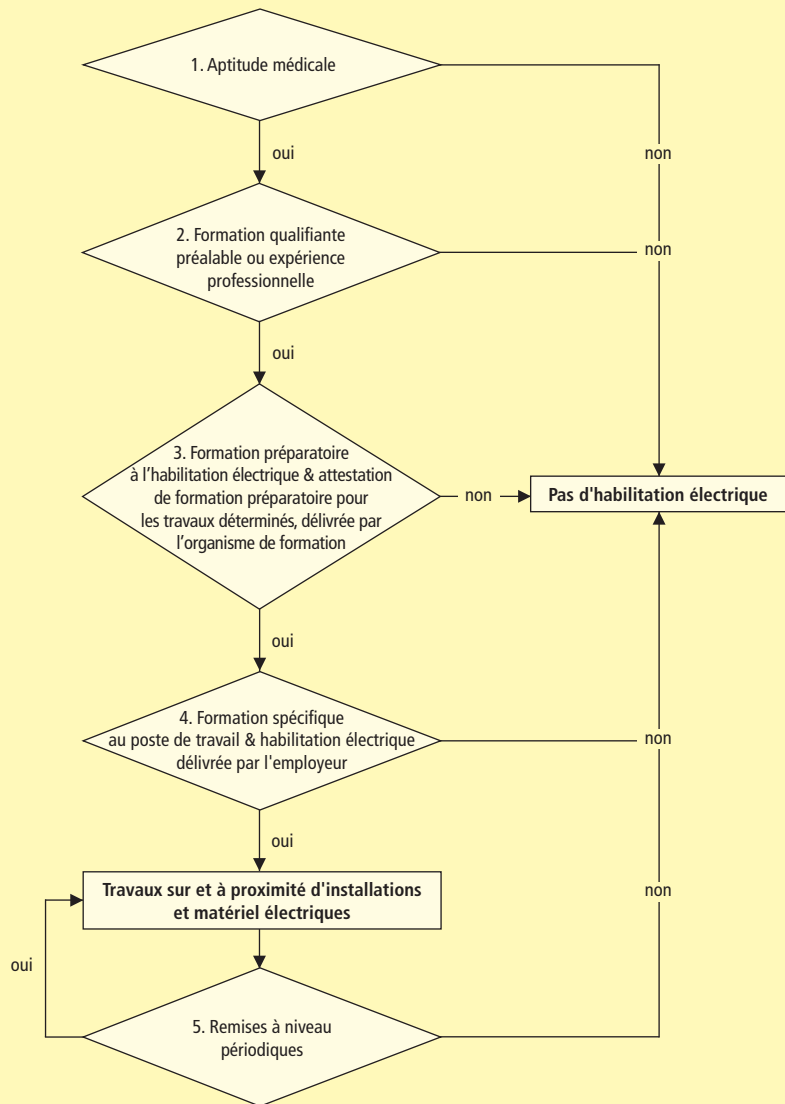 1. Aptitude médicale
non
oui
2. Formation qualifiante
préalable ou expérience
professionnelle
non
oui
3. Formation préparatoire
à l'habilitation électrique & attestation
de formation préparatoire pour
les travaux déterminés, délivrée par
l'organisme de formation
non
Pas d'habilitation électrique
oui
4. Formation spécifique
au poste de travail & habilitation électrique
délivrée par l'employeur
non
oui
Travaux sur et à proximité d'installations
et matériel électriques
non
oui
5. Remises à niveau
périodiques